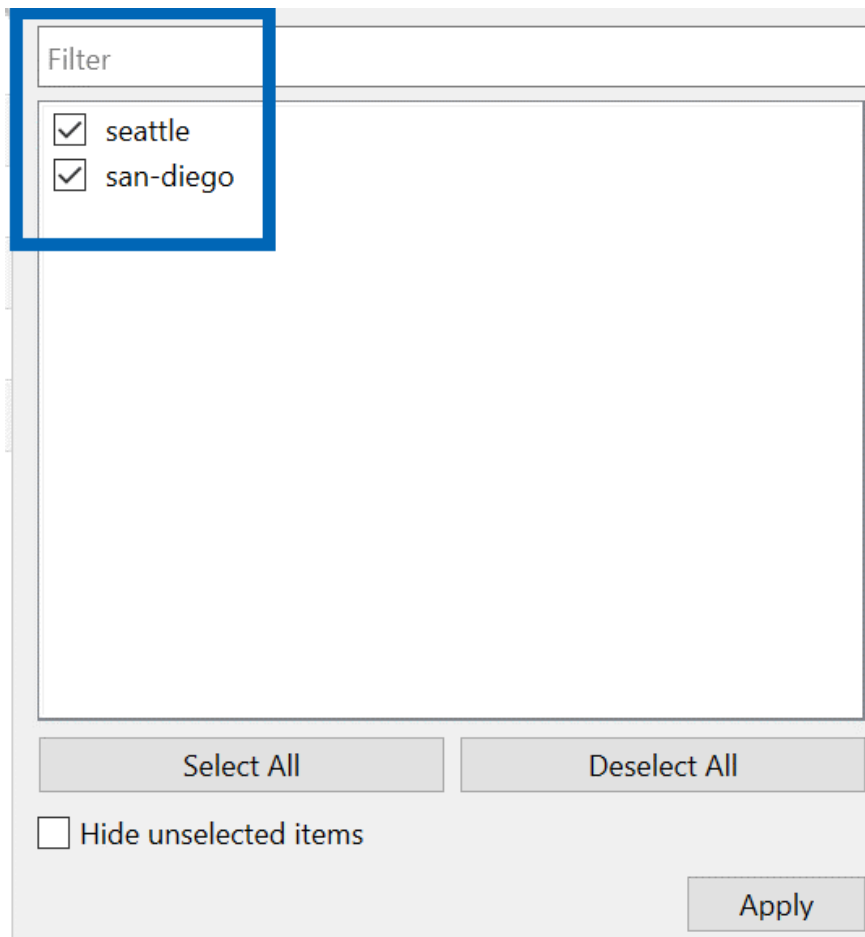 Filter
seattle
san-diego
Select All Deselect All
Hide unselected items
Apply